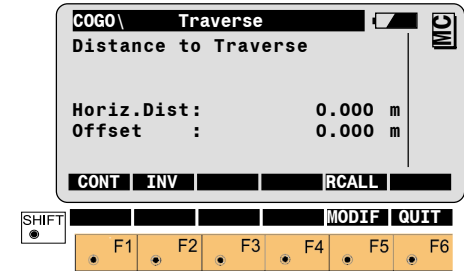 COGO\ Traverse
MC
Distance to Traverse
Horiz.Dist: 0.000 m
Offset : 0.000 m
CONT INV RCALL
SHIFT MODIF QUIT
F1 F2 F3 F4 F5 F6